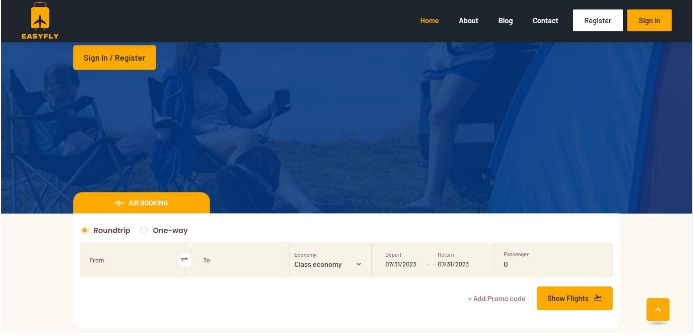 EASYFLY
Home About Blog Contact Register Sign in
Sign in / Register
AIR BOOKING
Roundtrip One-way
From To
Economy Class economy
Depart 07/31/2023 - Return 07/31/2023
Passenger 0
+ Add Promo code Show Flights